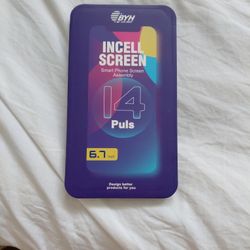 BYH
INCELL
SCREEN
Smart Phone Screen
Assembly
14
Puls
6.7
Design better
products for you